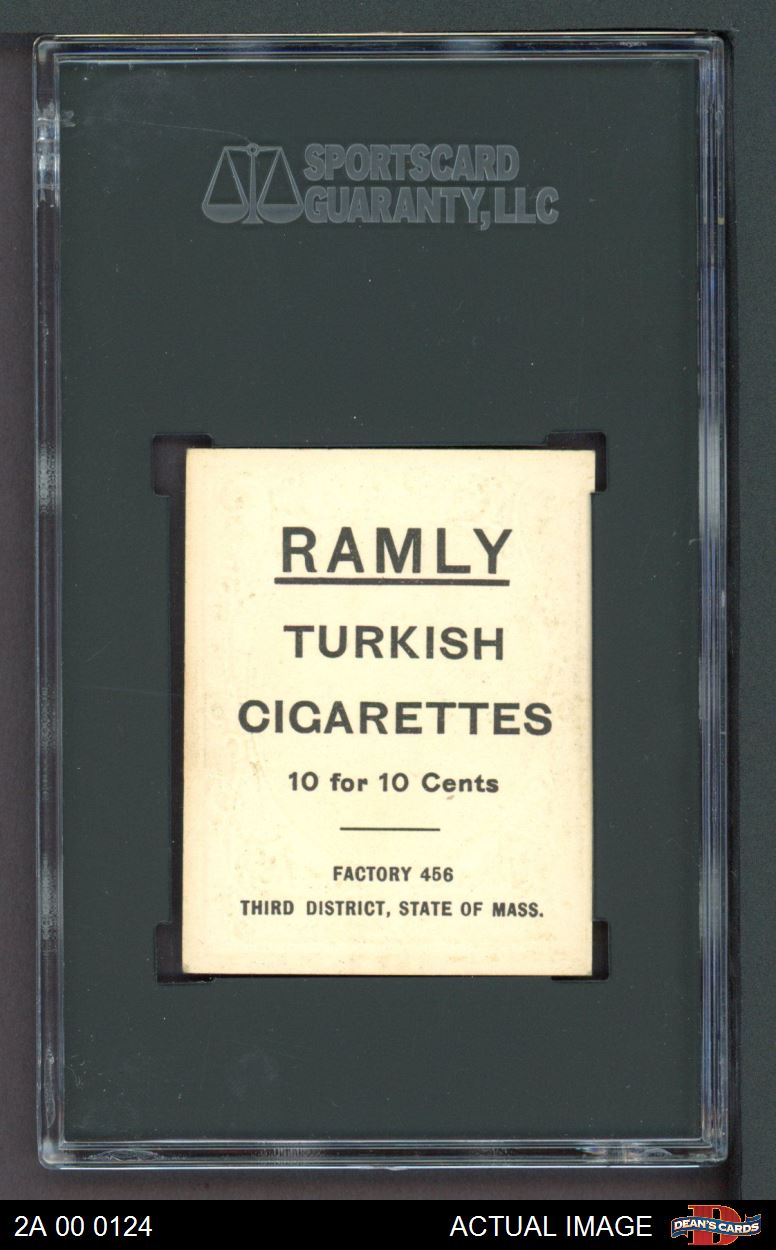 SPORTSCARD
GUARANTY, LLC
RAMLY
TURKISH
CIGARETTES
10 for 10 Cents
FACTORY 456
THIRD DISTRICT, STATE OF MASS.
2A 00 0124
ACTUAL IMAGE
DEAN'S CARDS